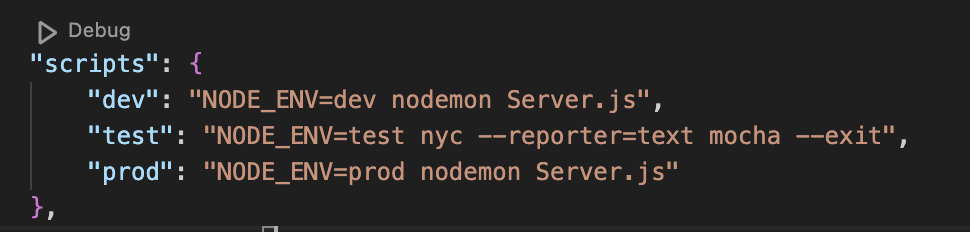 Debug
"scripts": {
"dev": "NODE_ENV=dev nodemon Server.js",
"test": "NODE_ENV=test nyc --reporter=text mocha --exit",
"prod": "NODE_ENV=prod nodemon Server.js"
},